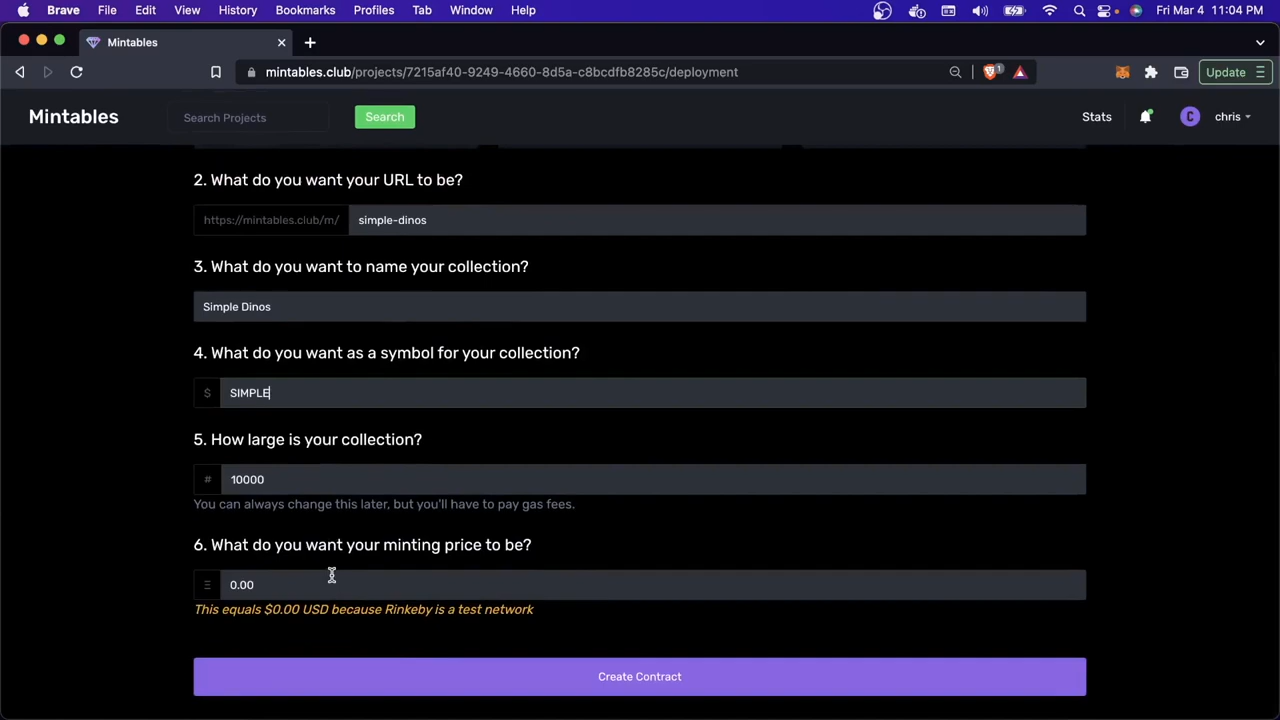 Brave File Edit View History Bookmarks Profiles Tab Window Help Fri Mar 4 11:04 PM
Mintables
mintables.club/projects/7215af40-9249-4660-8d5a-c8bcdfb8285c/deployment 1 Update
Mintables Search Projects Search Stats C chris
2. What do you want your URL to be?
https://mintables.club/m/ simple-dinos
3. What do you want to name your collection?
Simple Dinos
4. What do you want as a symbol for your collection?
$ SIMPLE
5. How large is your collection?
# 10000
You can always change this later, but you'll have to pay gas fees.
6. What do you want your minting price to be?
Ξ 0.00
This equals $0.00 USD because Rinkeby is a test network
Create Contract